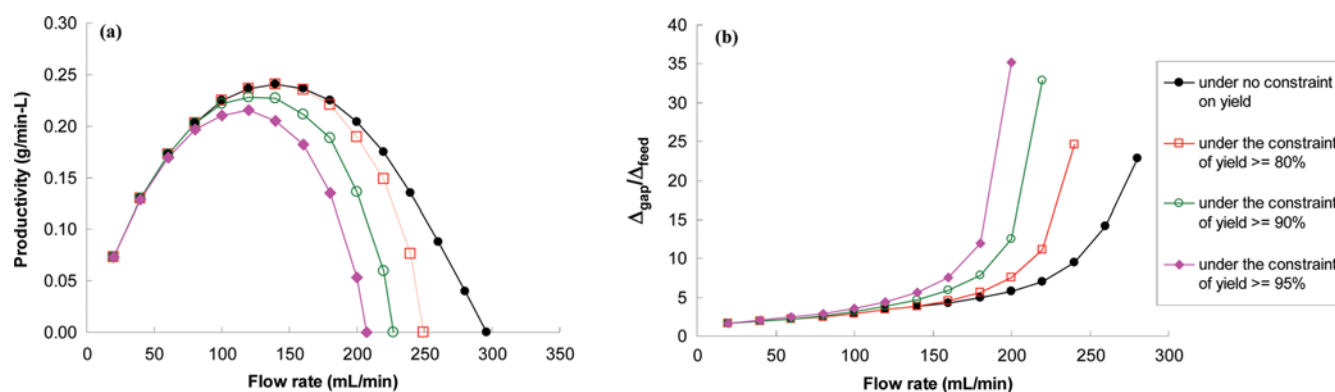 (a)
0.30
0.25
0.20
0.15
0.10
0.05
0.00
Productivity (g/min-L)
0 50 100 150 200 250 300 350
Flow rate (mL/min)
(b)
40
35
30
25
20
15
10
5
0
Δgap/Δfeed
0 50 100 150 200 250 300
Flow rate (mL/min)
under no constraint
on yield
under the constraint
of yield >= 80%
under the constraint
of yield >= 90%
under the constraint
of yield >= 95%